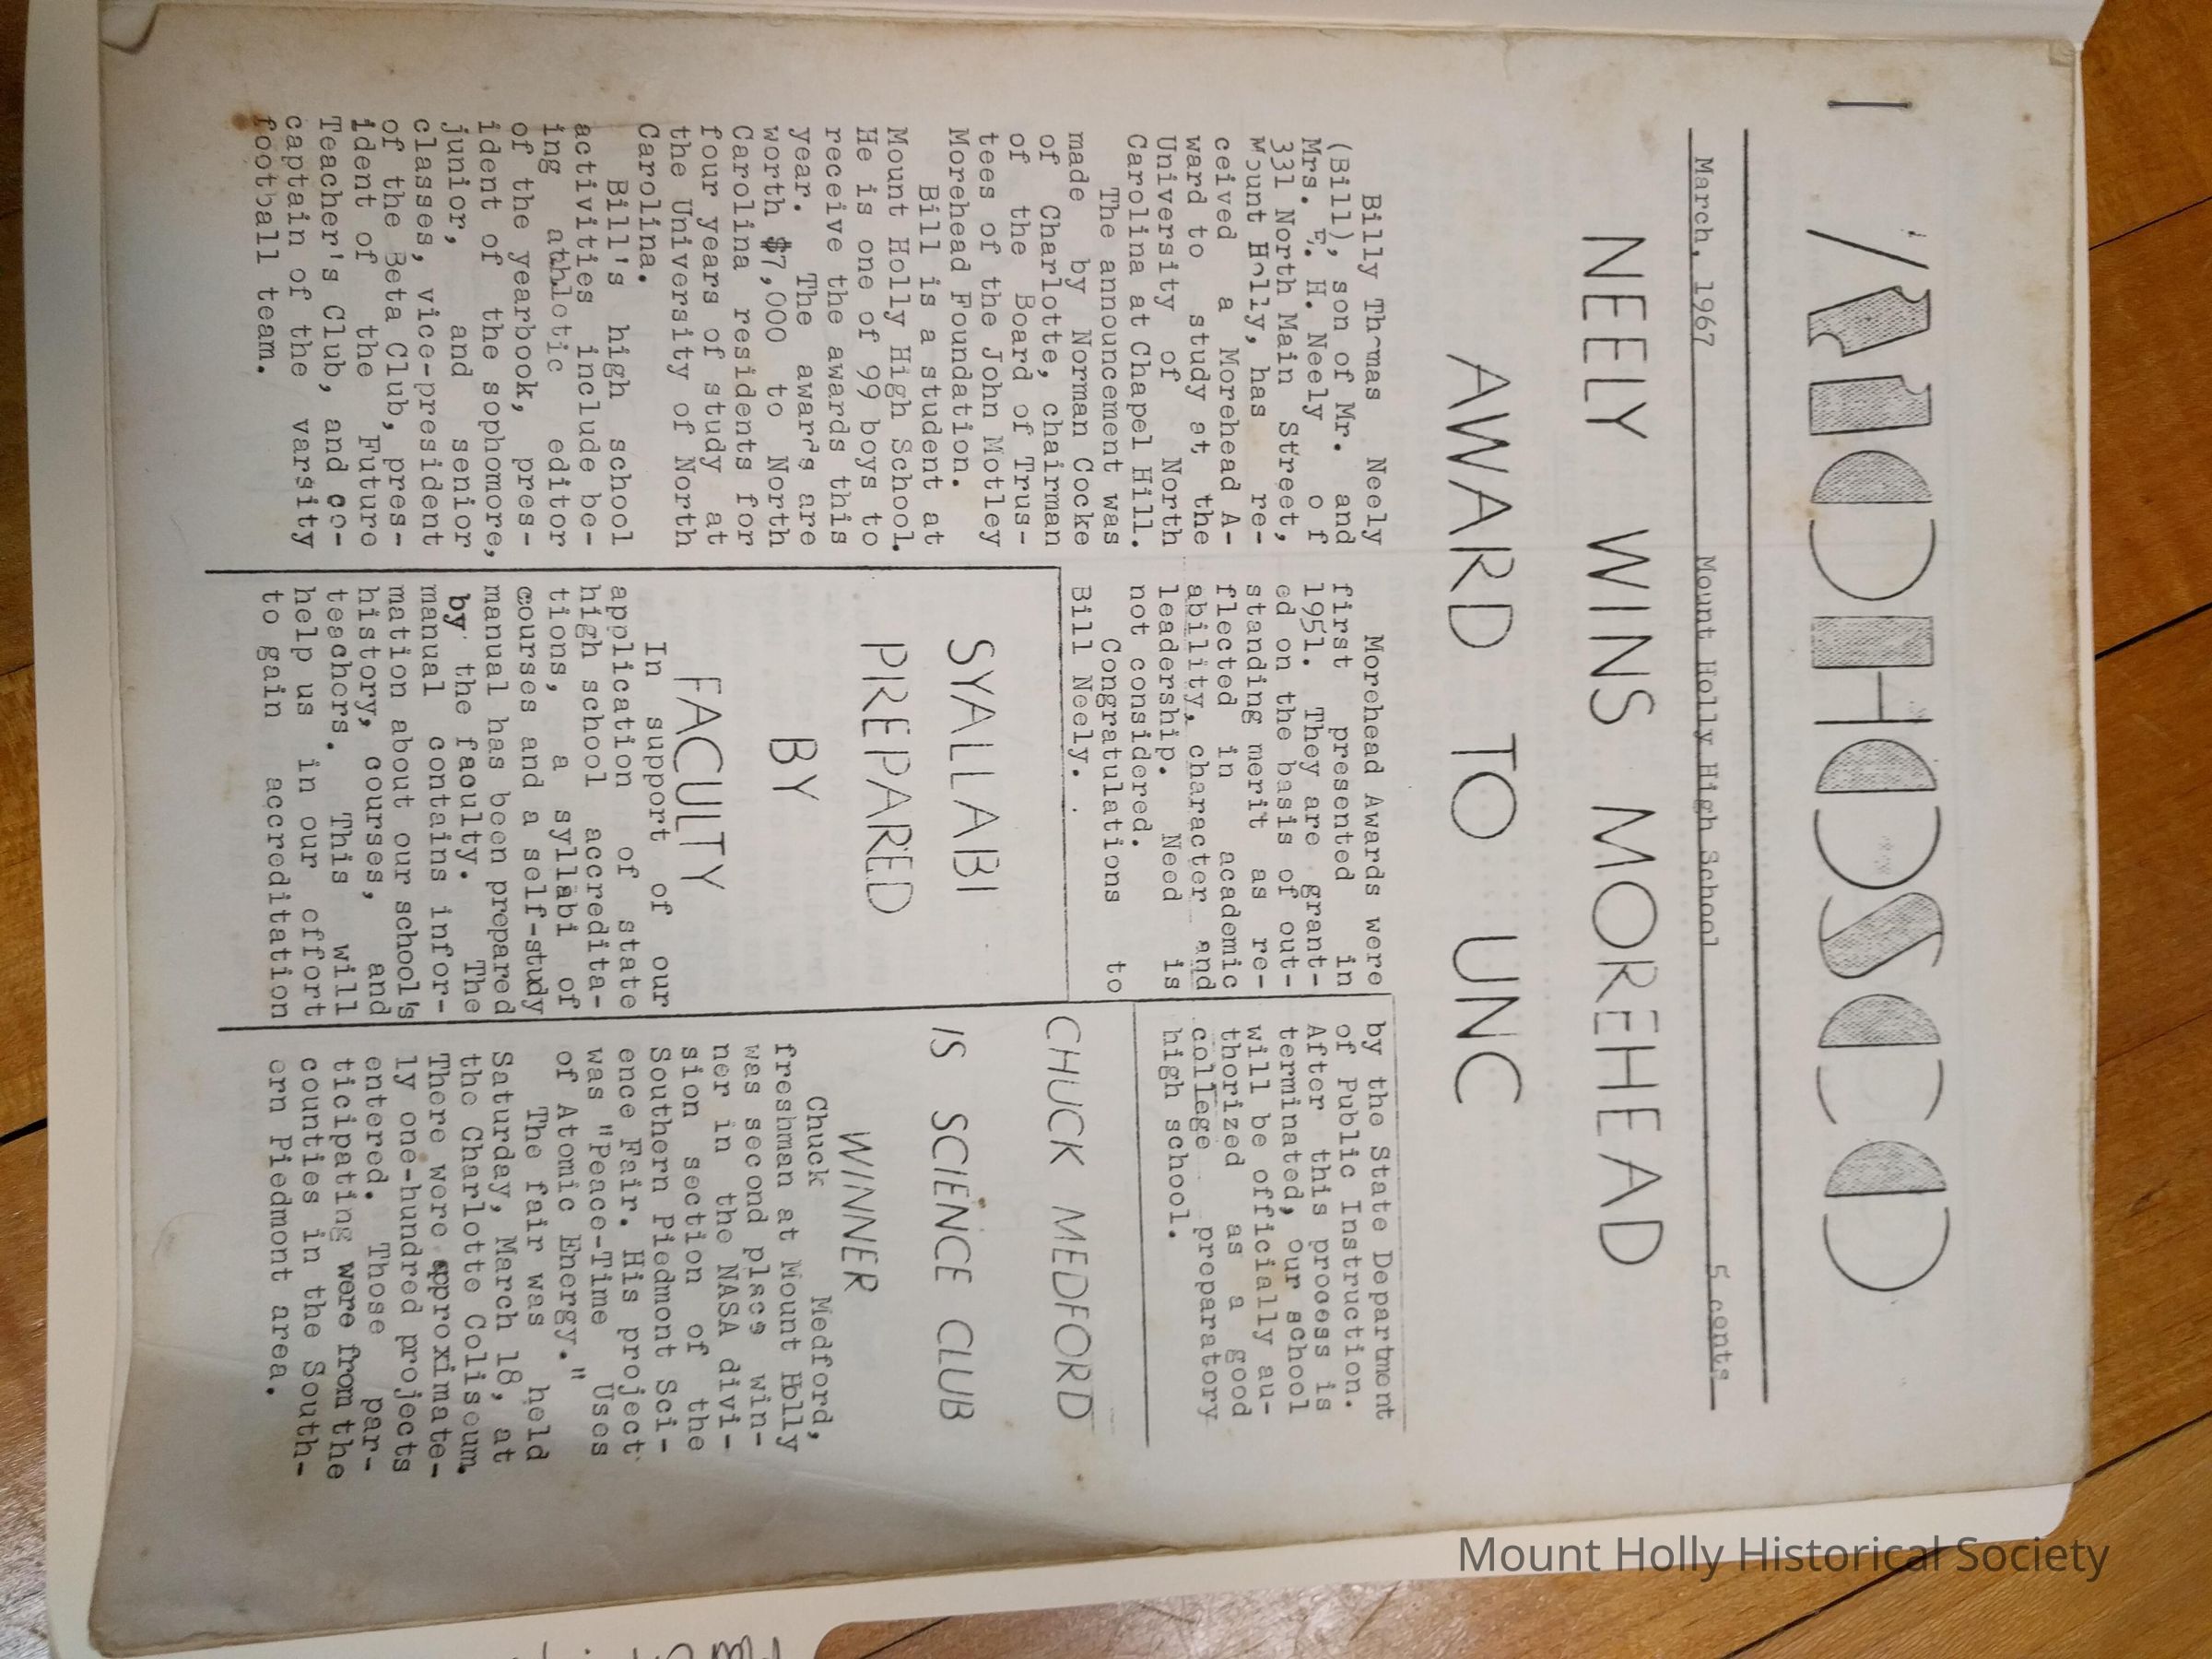 MOHOSCO
March, 1967 Mount Holly High School 5 cents
NEELY WINS MOREHEAD
AWARD TO UNC
Billy Thomas Neely
(Bill), son of Mr. and
Mrs. E. H. Neely o f
331 North Main Street,
Mount Holly, has re-
ceived a Morehead A-
ward to study at the
University of North
Carolina at Chapel Hill.
The announcement was
made by Norman Cocke
of Charlotte, chairman
of the Board of Trus-
tees of the John Motley
Morehead Foundation.
Bill is a student at
Mount Holly High School.
He is one of 99 boys to
receive the awards this
year. The awards are
worth $7,000 to North
Carolina residents for
four years of study at
the University of North
Carolina.
Bill's high school
activities include be-
ing athlotic editor
of the yearbook, pres-
ident of the sophomore,
junior, and senior
classes, vice-president
of the Beta Club, pres-
ident of the Future
Teacher's Club, and co-
captain of the varsity
football team.
Morehead Awards were
first presented in
1951. They are grant-
ed on the basis of out-
standing merit as re-
flected in academic
ability, character and
leadership. Need is
not considered.
Congratulations to
Bill Neely.
SYALLABI
PREPARED
BY
FACULTY
In support of our
application of state
high school accredita-
tions, a syllabi of
courses and a self-study
manual has been prepared
by the faculty. The
manual contains infor-
mation about our school's
history, courses, and
teachers. This will
help us in our effort
to gain accreditation
by the State Department
of Public Instruction.
After this process is
terminated, our school
will be officially au-
thorized as a good
college preparatory
high school.
CHUCK MEDFORD
IS SCIENCE CLUB
WINNER
Chuck Medford,
freshman at Mount Holly
was second place win-
ner in the NASA divi-
sion section of the
Southern Piedmont Sci-
ence Fair. His project
was "Peace-Time Uses
of Atomic Energy."
The fair was held
Saturday, March 18, at
the Charlotte Coliseum.
There were approximate-
ly one-hundred projects
entered. Those par-
ticipating were from the
counties in the South-
ern Piedmont area.
Mount Holly Historical Society